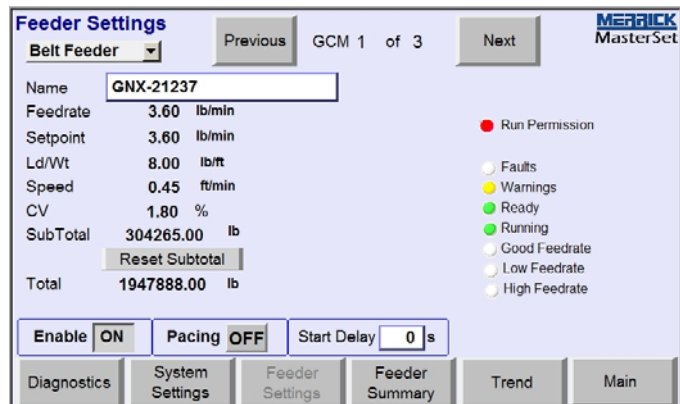 Feeder Settings
Belt Feeder
Previous
GCM 1 of 3
Next
MERRICK
MasterSet
Name GNX-21237
Feedrate 3.60 lb/min
Setpoint 3.60 lb/min
Ld/Wt 8.00 lb/ft
Speed 0.45 ft/min
CV 1.80 %
SubTotal 304265.00 lb
Reset Subtotal
Total 1947888.00 lb
Run Permission
Faults
Warnings
Ready
Running
Good Feedrate
Low Feedrate
High Feedrate
Enable ON
Pacing OFF
Start Delay 0 s
Diagnostics
System
Settings
Feeder
Settings
Feeder
Summary
Trend
Main